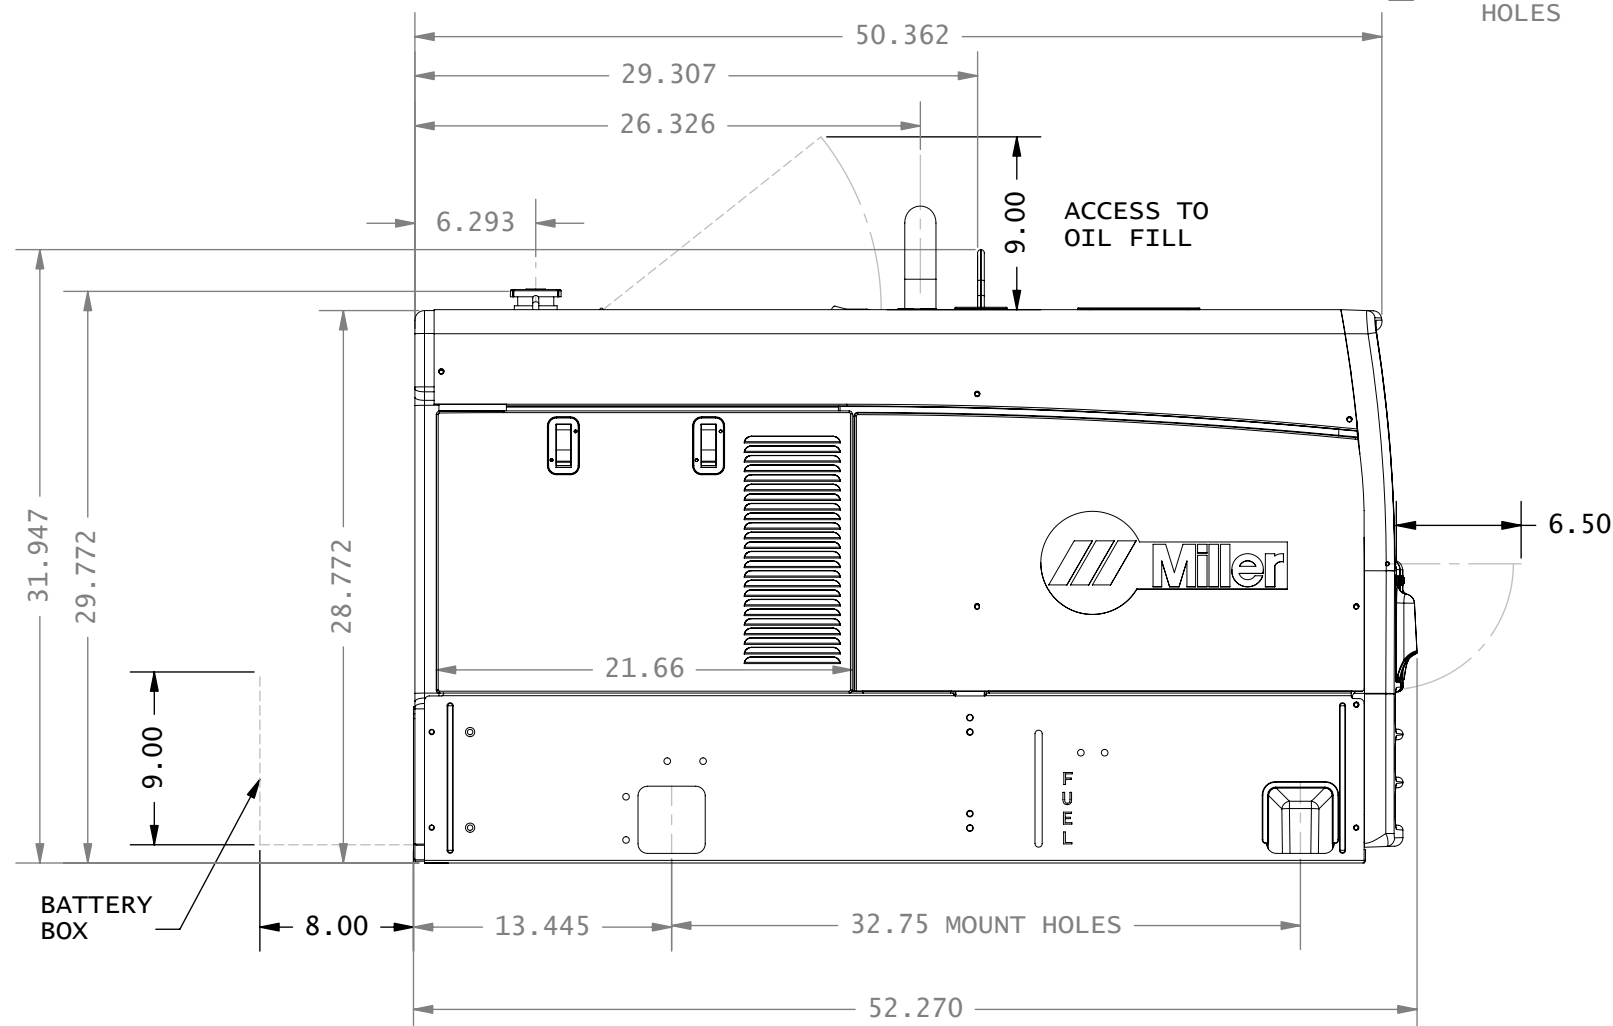 HOLES
50.362
29.307
26.326
6.293
9.00
ACCESS TO
OIL FILL
31.947
29.772
28.772
6.50
Miller
21.66
9.00
FUEL
BATTERY
BOX
8.00
13.445
32.75 MOUNT HOLES
52.270